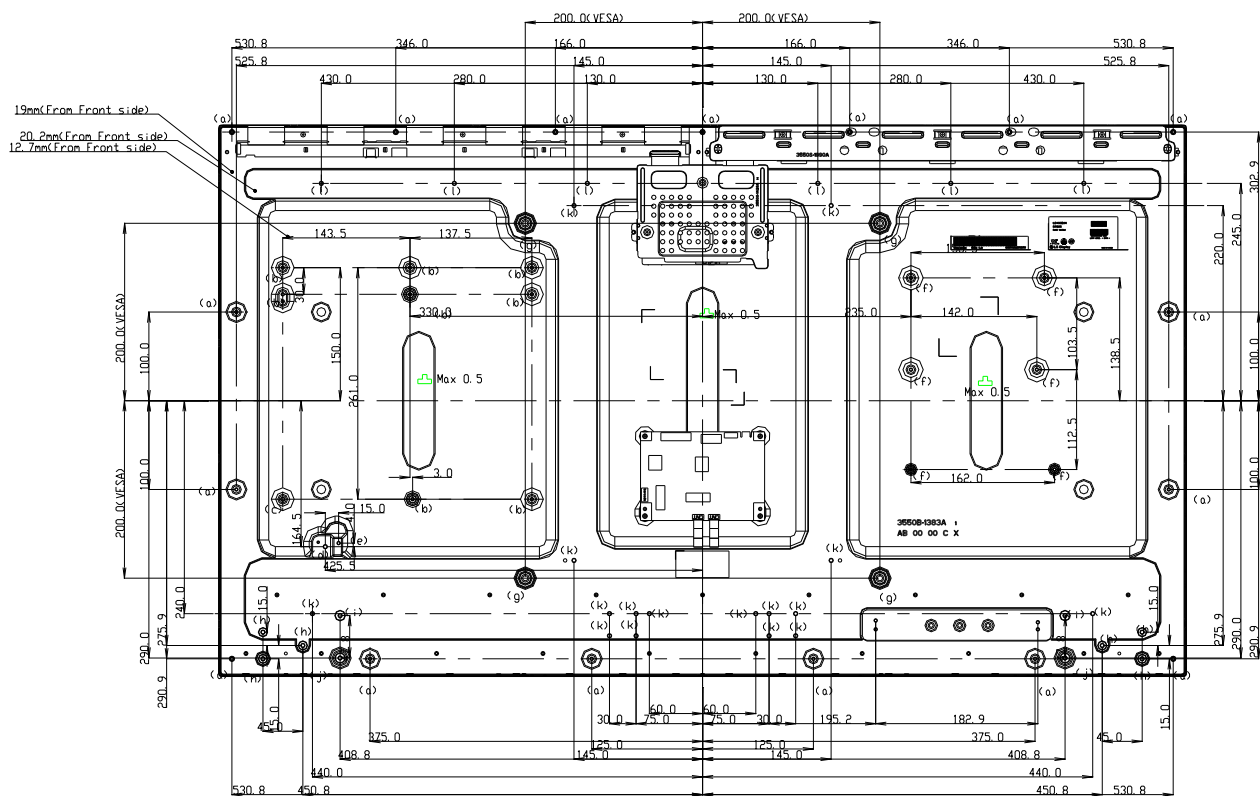 200.0(VESA) 200.0(VESA)
530.8 346.0 166.0 166.0 346.0 530.8
525.8 145.0 145.0 525.8
430.0 280.0 130.0 130.0 280.0 430.0
19mm(From Front side)
20.2mm(From Front side)
12.7mm(From Front side)
(a) (a) (a) (a) (a) (a) (a)
35505-1380A
(l) (l) (l) (l) (l) (l)
(k) (k)
302.9
245.0
220.0
143.5 137.5
(g) (g)
(b) (b) (b)
30.0
(b) (b)
(f) (f)
(a) (a)
330.0 235.0 142.0
Max 0.5
200.0(VESA)
100.0
150.0
261.0
103.5
138.5
100.0
Max 0.5
(f) (f)
Max 0.5
112.5
100.0
200.0(VESA)
100.0
3.0
(a) (c) (b) (b) (f) (f) (a)
162.0
15.0
164.5
(e)
425.5
3550B-1383A
AB 00 00 C X
(k) (k)
(g) (g)
15.0 15.0
240.0
275.9
290.0
290.9
(h) (k) (i) (k) (k) (k) (k) (k) (k) (i) (k)
(h) (k) (k) (k) (k) (h) (h)
275.9
290.0
290.9
(a) (h) (j) (a) (a) (a) (a) (j) (h) (a)
15.0
60.0 60.0
45.0 30.0 75.0 75.0 30.0 195.2 182.9 45.0
375.0 375.0
125.0 125.0
408.8 145.0 145.0 408.8
440.0 440.0
530.8 450.8 450.8 530.8